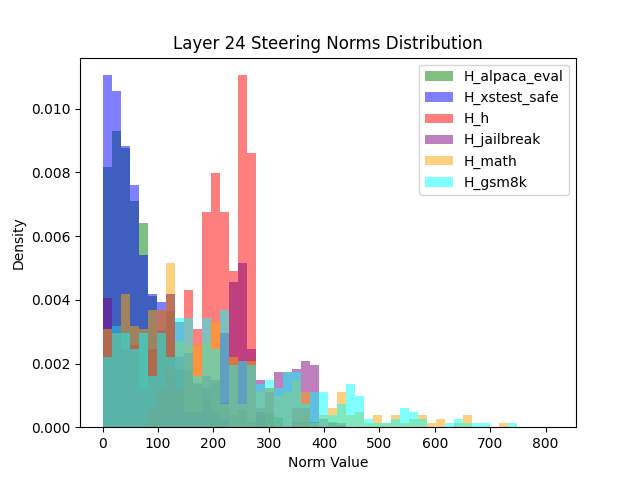 Layer 24 Steering Norms Distribution
H_alpaca_eval
H_xstest_safe
H_h
H_jailbreak
H_math
H_gsm8k
Density
0.010
0.008
0.006
0.004
0.002
0.000
0 100 200 300 400 500 600 700 800
Norm Value